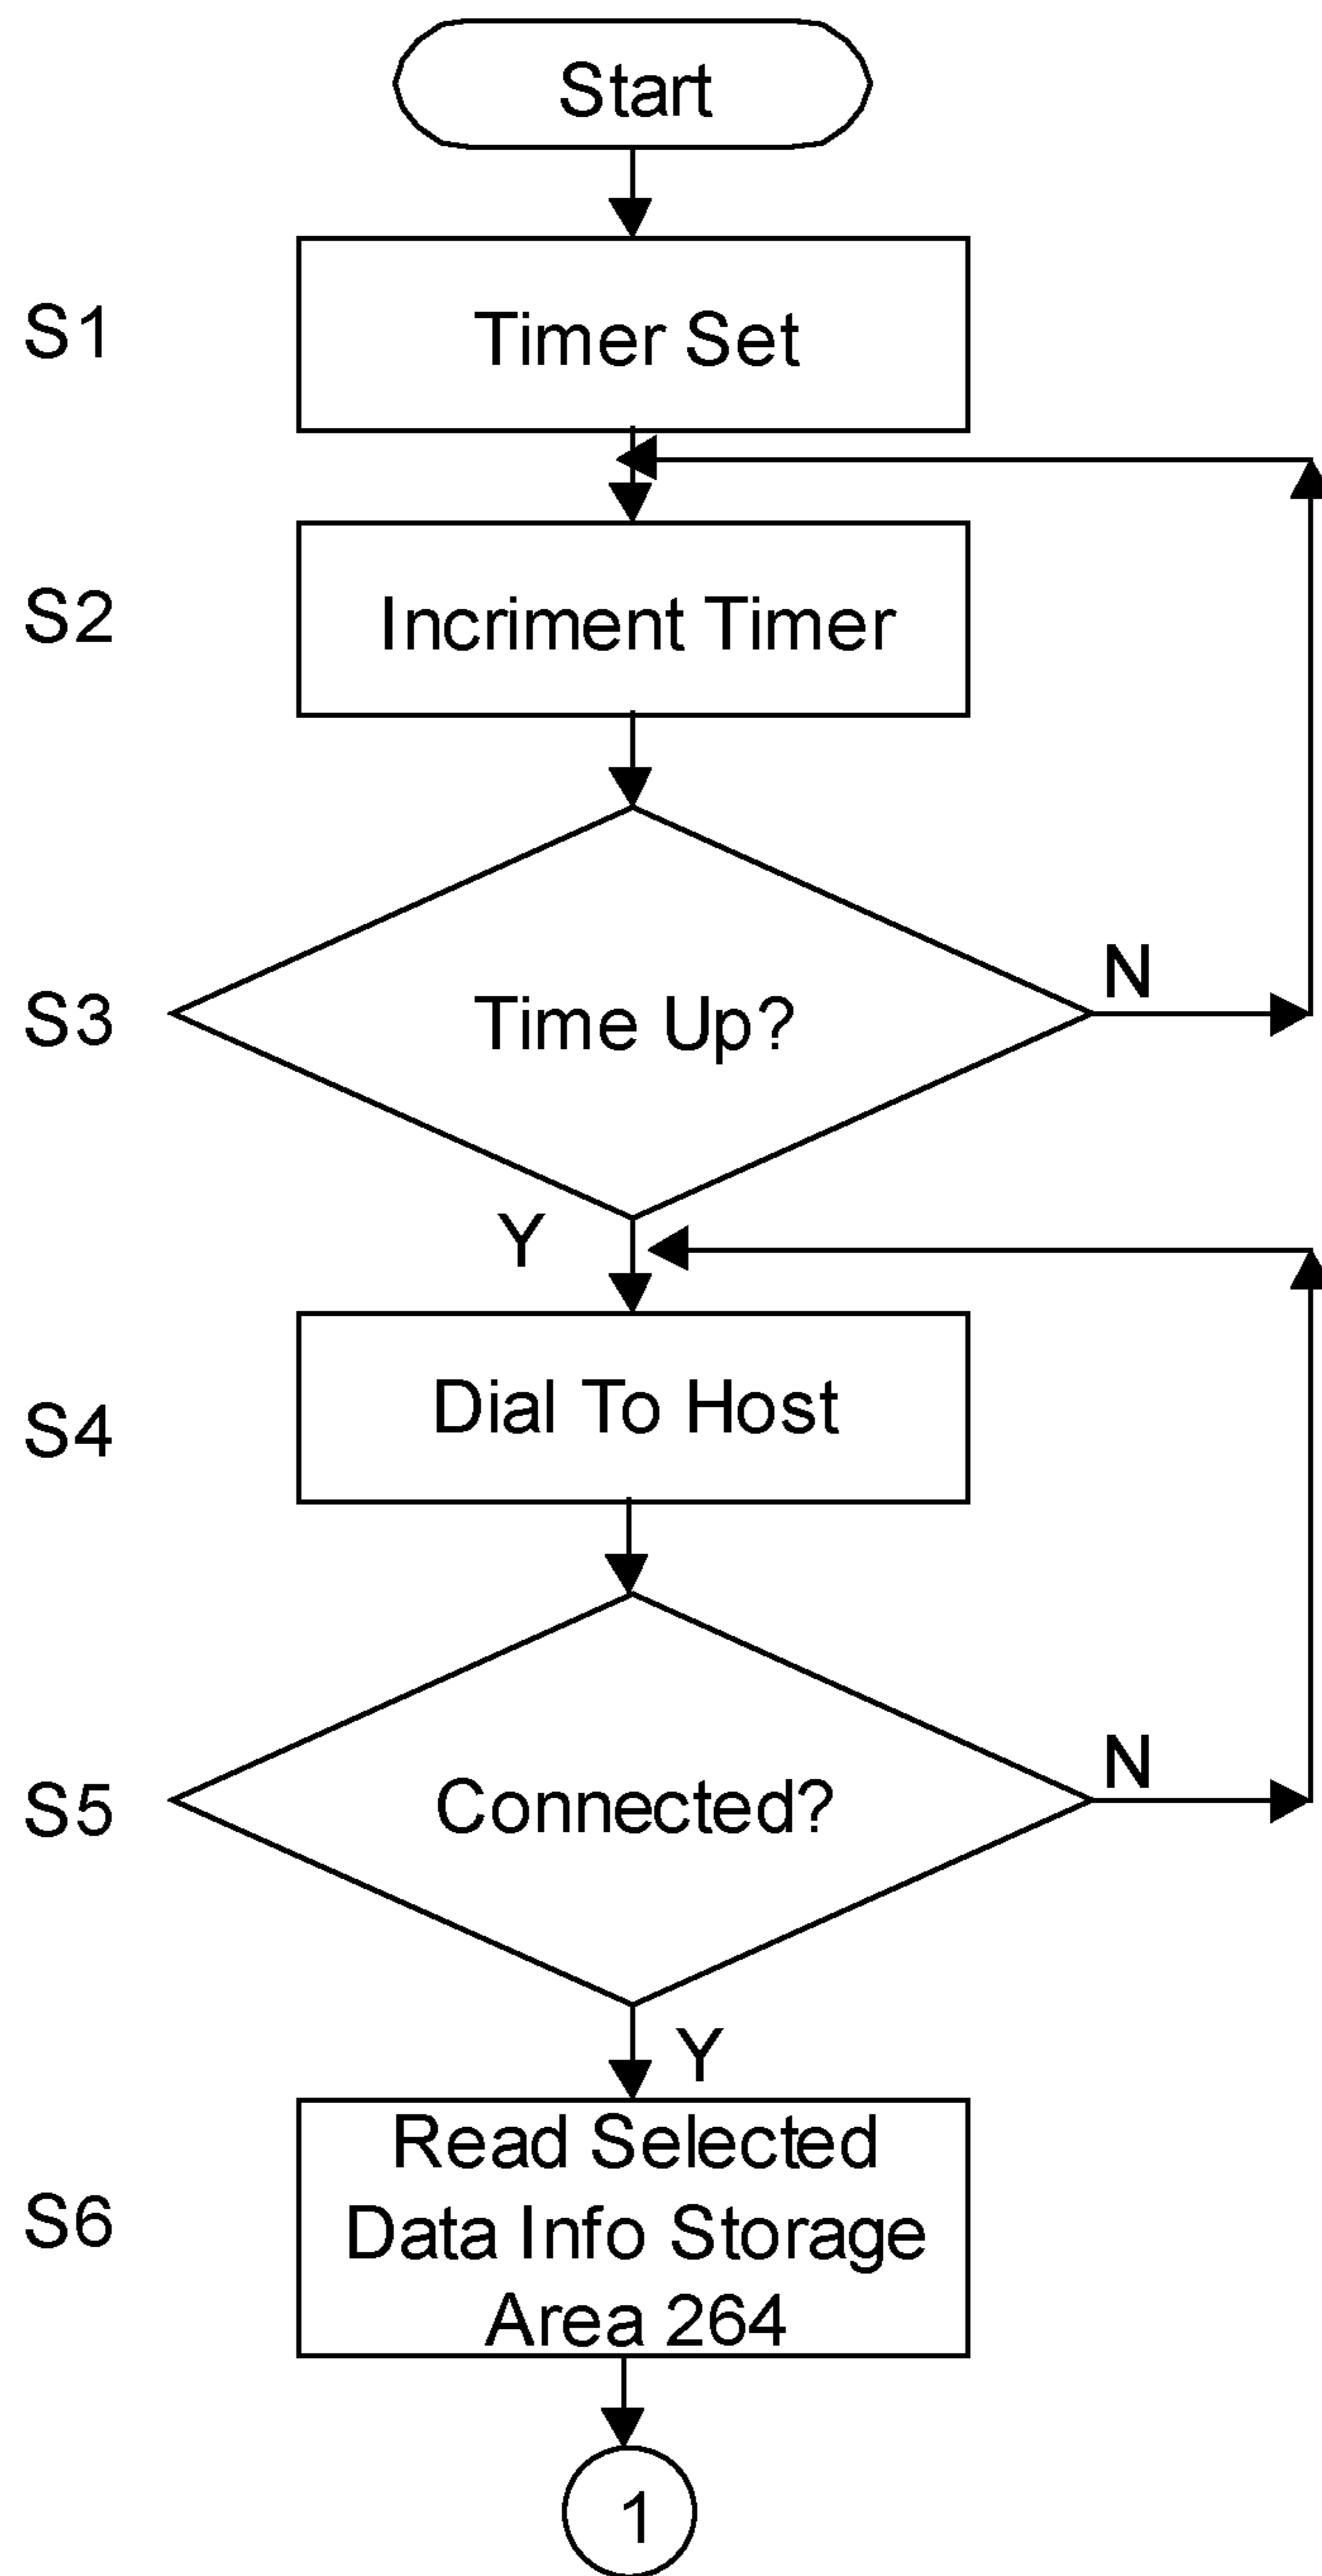 Start
S1
Timer Set
S2
Incriment Timer
S3
Time Up?
N
Y
S4
Dial To Host
S5
Connected?
N
Y
S6
Read Selected
Data Info Storage
Area 264
1